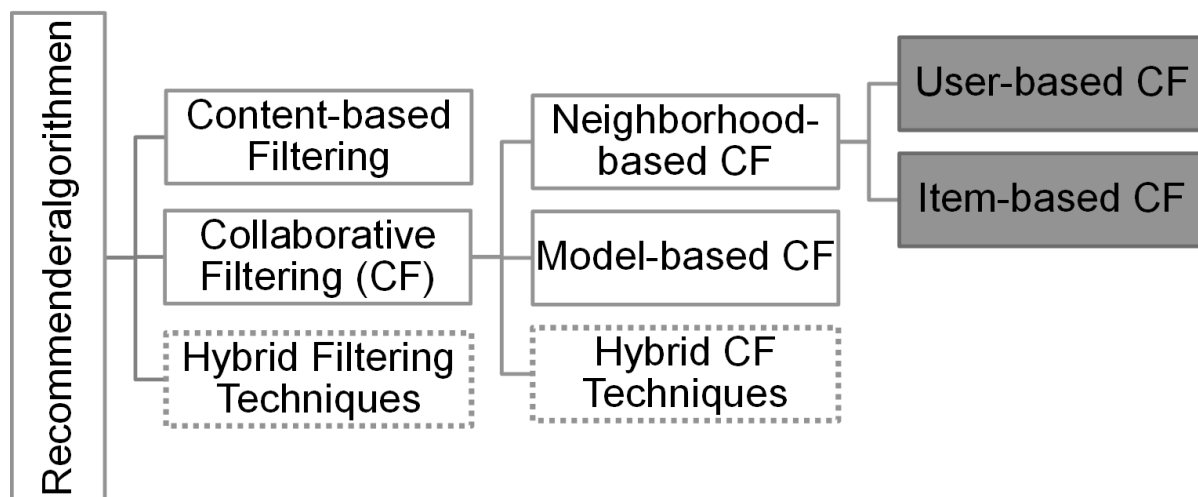 Recommenderalgorithmen
Content-based
Filtering
Collaborative
Filtering (CF)
Hybrid Filtering
Techniques
Neighborhood-
based CF
Model-based CF
Hybrid CF
Techniques
User-based CF
Item-based CF